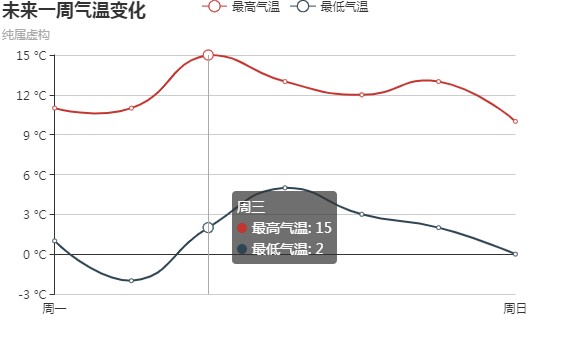 未来一周气温变化
最高气温 最低气温
纯属虚构
15 °C
12 °C
9 °C
6 °C
3 °C
0 °C
-3 °C
周三
最高气温: 15
最低气温: 2
周一 周日